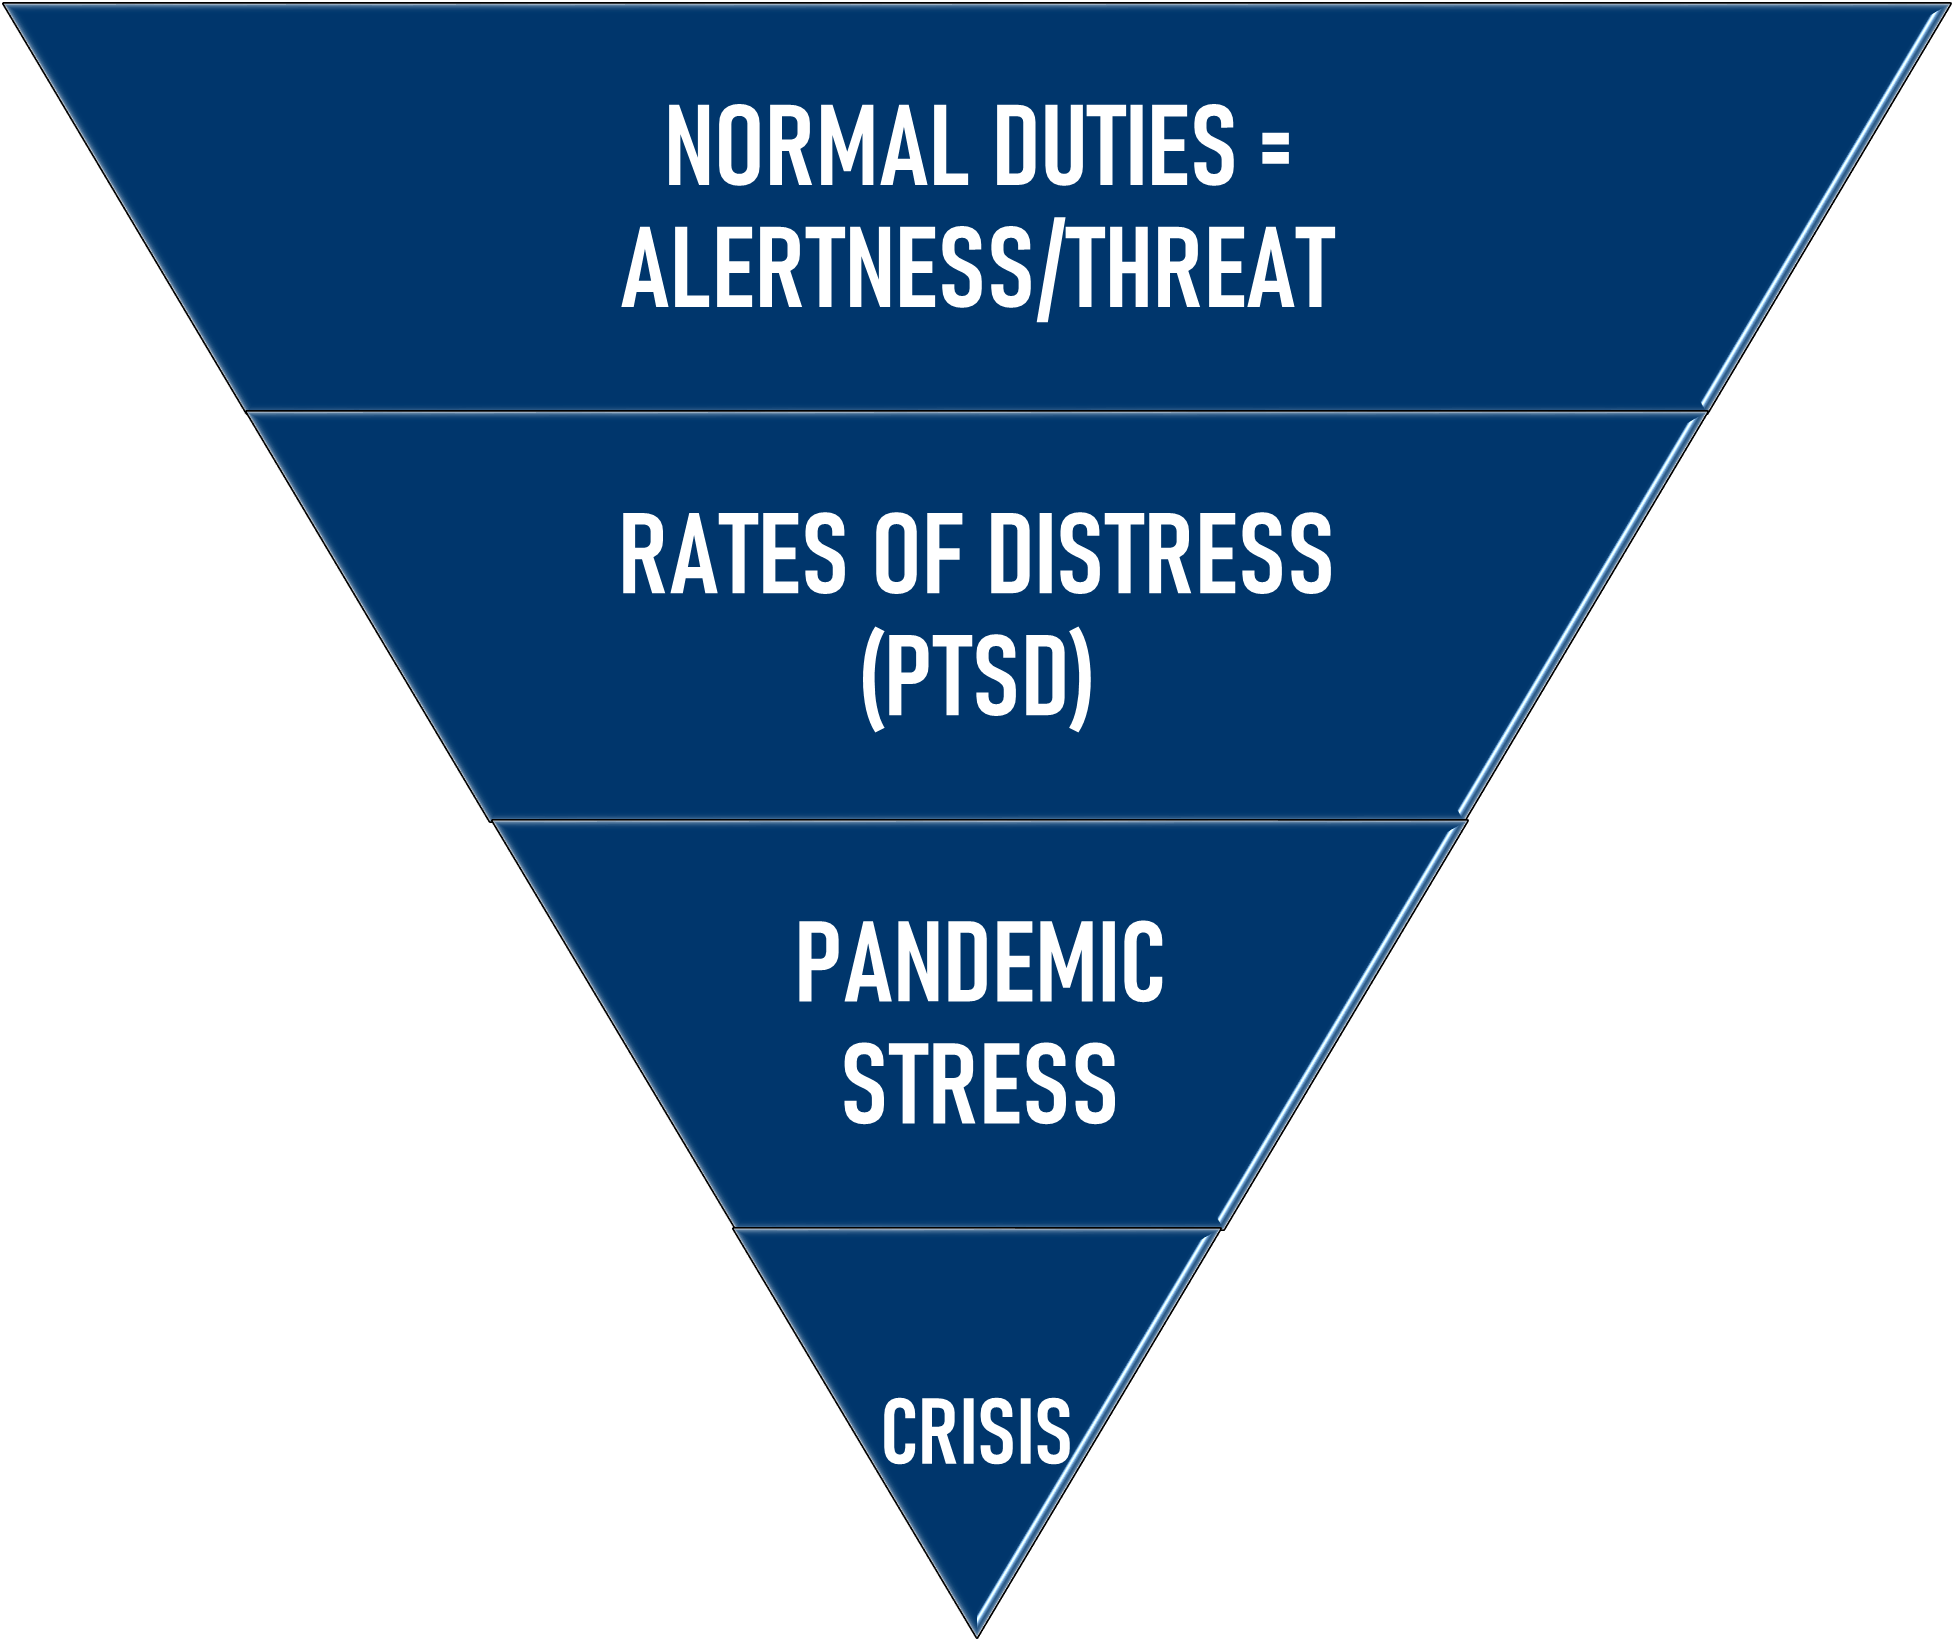 NORMAL DUTIES =
ALERTNESS/THREAT
RATES OF DISTRESS
(PTSD)
PANDEMIC
STRESS
CRISIS